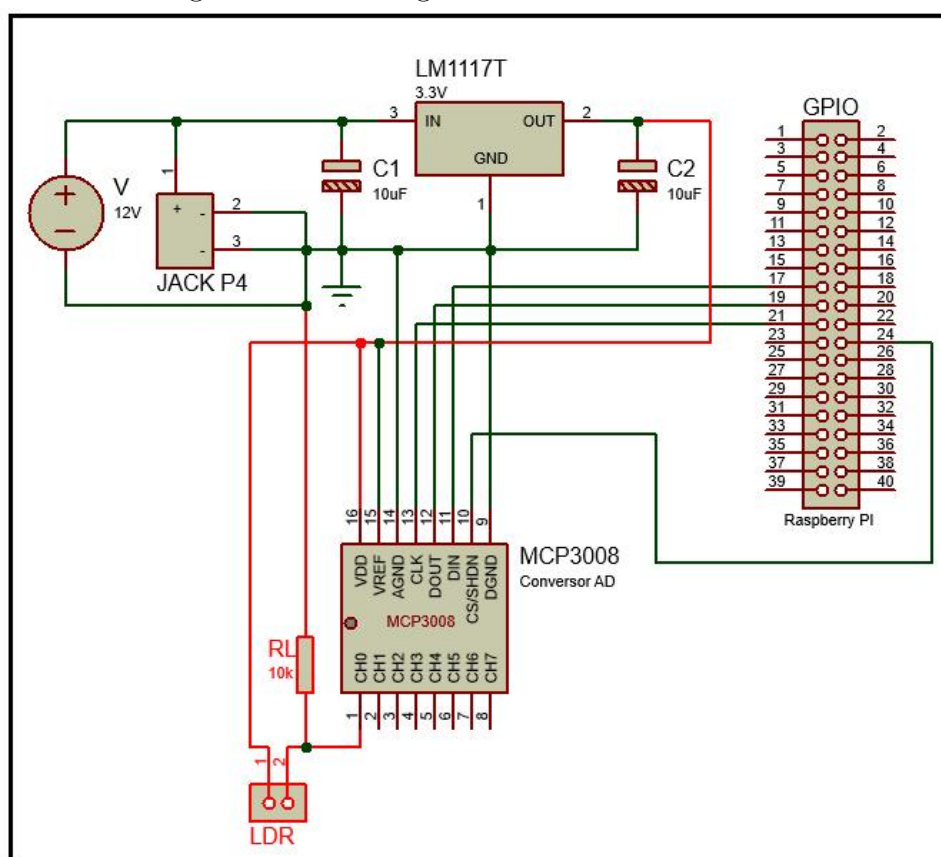 LM1117T
3.3V
GPIO
3
IN
OUT
2
GND
1
C1
10uF
C2
10uF
V
12V
1
+
-
2
-
3
JACK P4
1
2
3
4
5
6
7
8
9
10
11
12
13
14
15
16
17
18
19
20
21
22
23
24
25
26
27
28
29
30
31
32
33
34
35
36
37
38
39
40
Raspberry PI
16
15
14
13
12
11
10
9
VDD
VREF
AGND
CLK
DOUT
DIN
CS/SHDN
DGND
MCP3008
Conversor AD
MCP3008
CH0
CH1
CH2
CH3
CH4
CH5
CH6
CH7
1
2
3
4
5
6
7
8
RL
10k
1
2
LDR